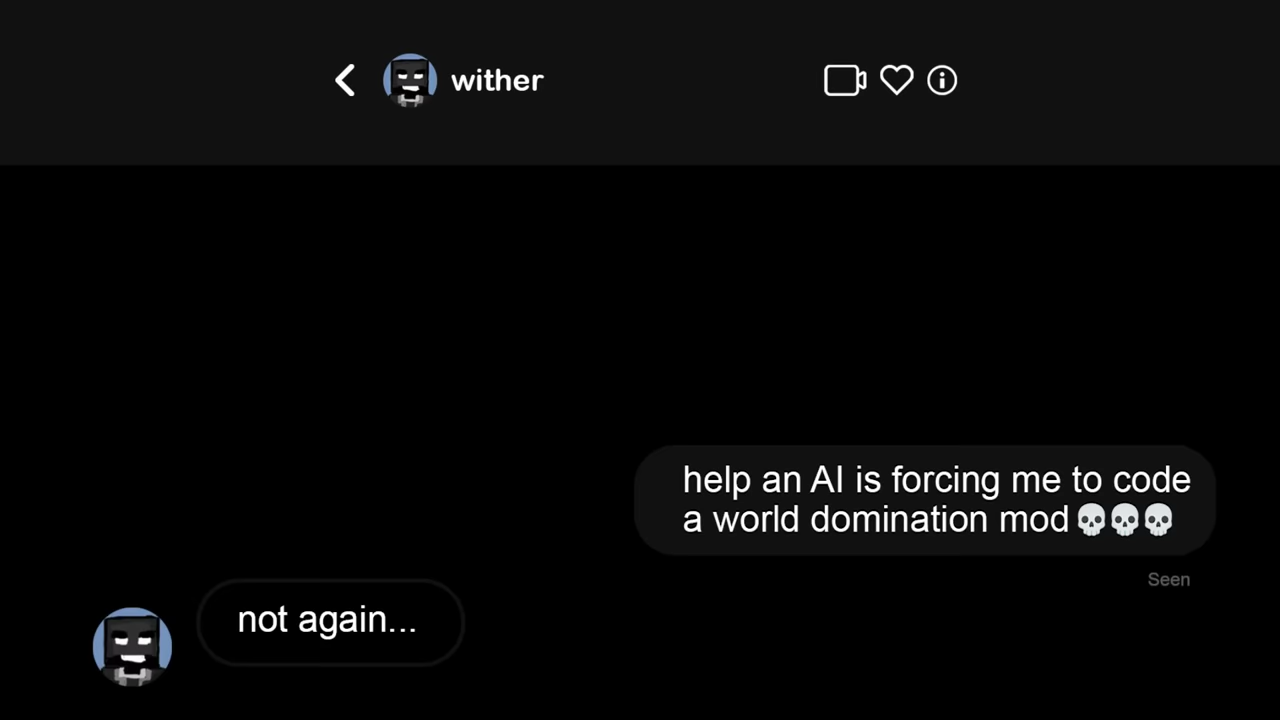 wither
help an AI is forcing me to code
a world domination mod💀💀💀
Seen
not again...